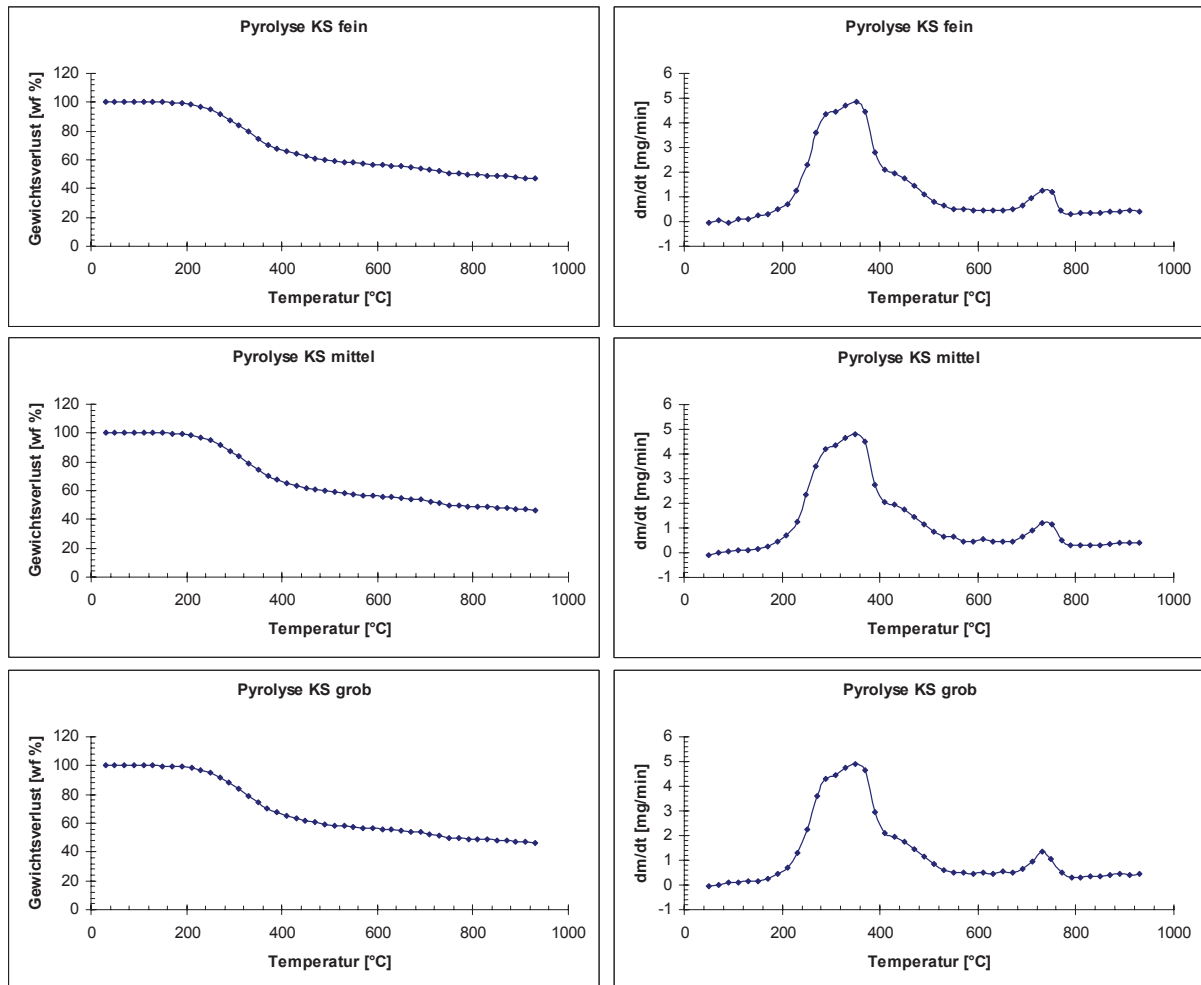 Pyrolyse KS fein
Gewichtsverlust [wf %]
120
100
80
60
40
20
0
0 200 400 600 800 1000
Temperatur [°C]
Pyrolyse KS fein
dm/dt [mg/min]
6
5
4
3
2
1
0
-1
0 200 400 600 800 1000
Temperatur [°C]
Pyrolyse KS mittel
Gewichtsverlust [wf %]
120
100
80
60
40
20
0
0 200 400 600 800 1000
Temperatur [°C]
Pyrolyse KS mittel
dm/dt [mg/min]
6
5
4
3
2
1
0
-1
0 200 400 600 800 1000
Temperatur [°C]
Pyrolyse KS grob
Gewichtsverlust [wf %]
120
100
80
60
40
20
0
0 200 400 600 800 1000
Temperatur [°C]
Pyrolyse KS grob
dm/dt [mg/min]
6
5
4
3
2
1
0
-1
0 200 400 600 800 1000
Temperatur [°C]